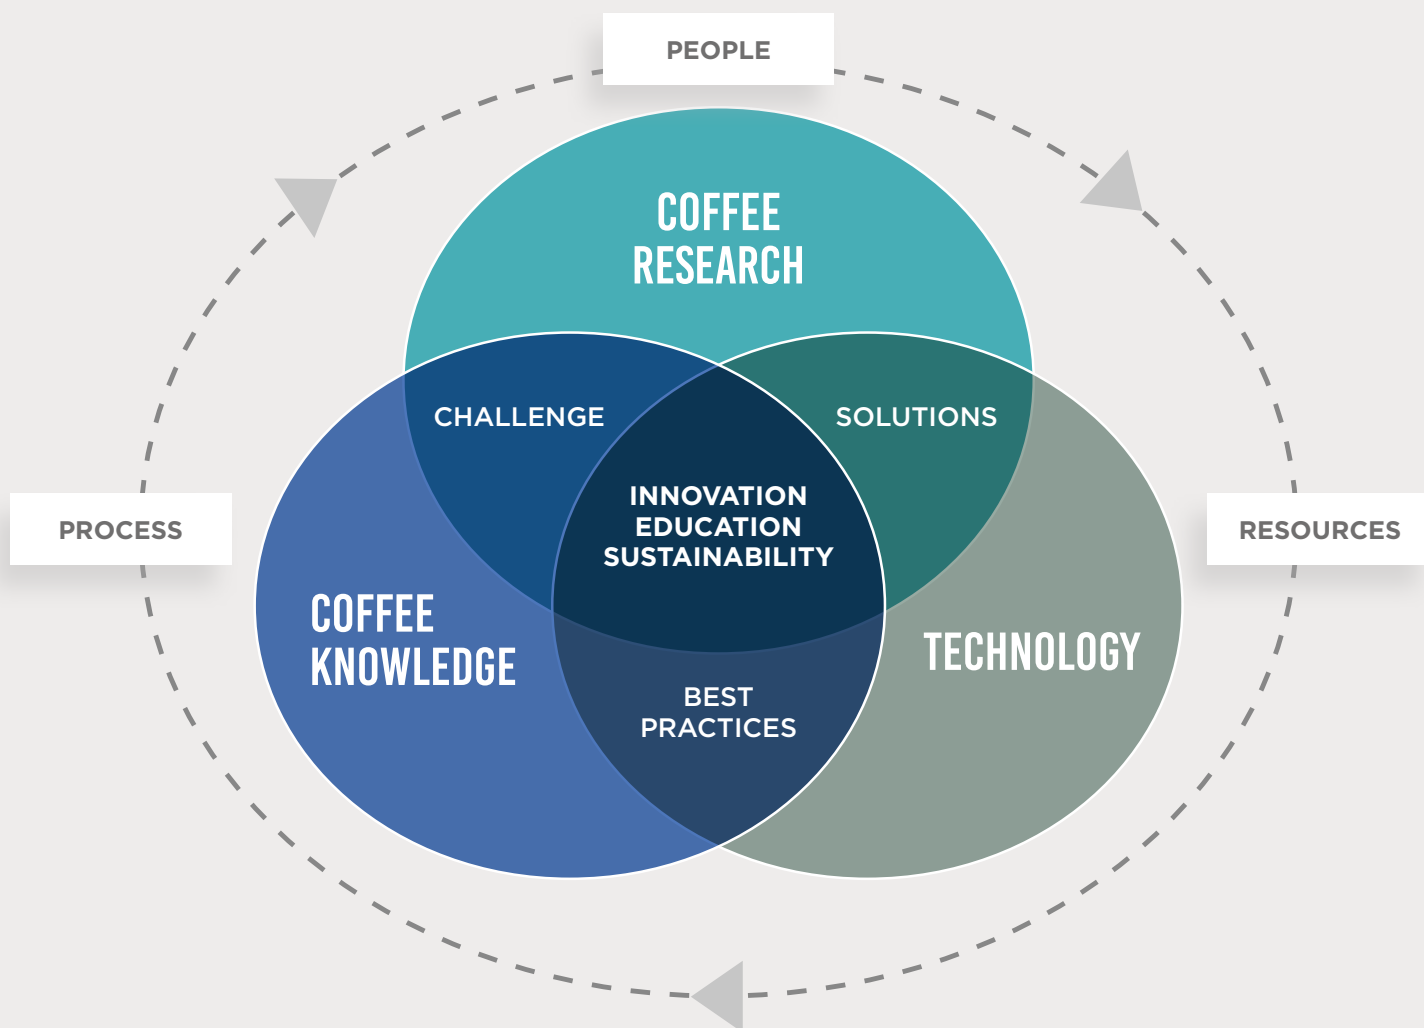 PEOPLE
COFFEE
RESEARCH
CHALLENGE
SOLUTIONS
INNOVATION
EDUCATION
SUSTAINABILITY
PROCESS
RESOURCES
COFFEE
KNOWLEDGE
TECHNOLOGY
BEST
PRACTICES